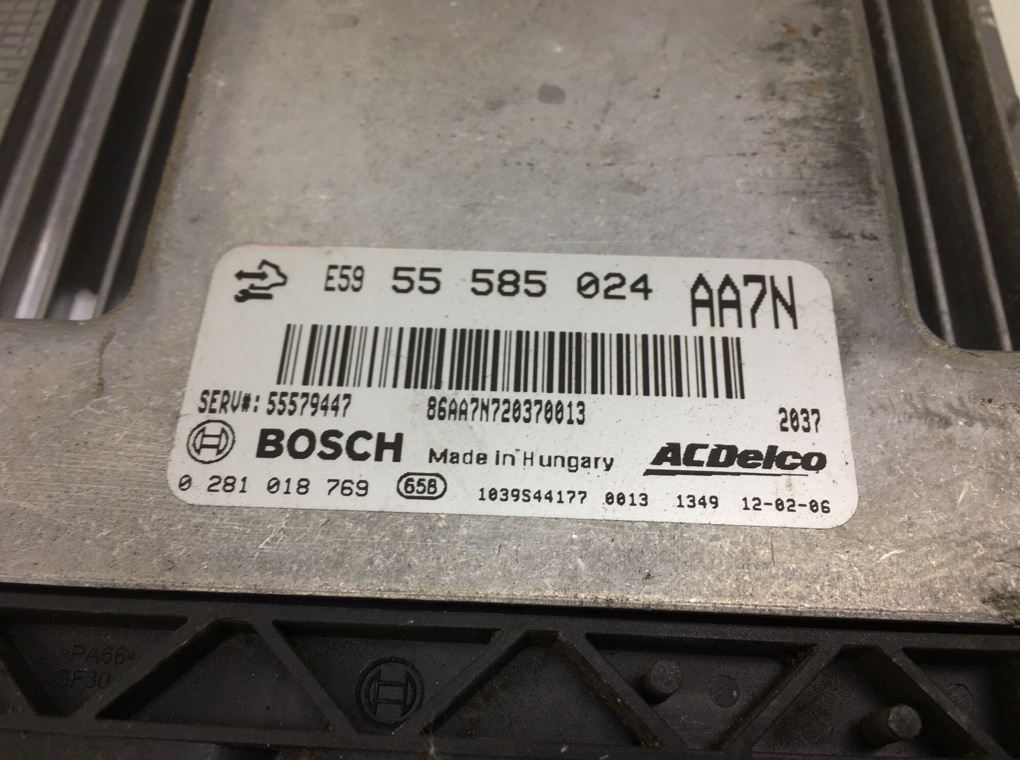 E59 55 585 024 AA7N
SERV#: 55579447 86AA7N720370013 2037
BOSCH Made in Hungary ACDelco
0 281 018 769 65B 1039S44177 0013 1349 12-02-06
>PA66-
GF30<